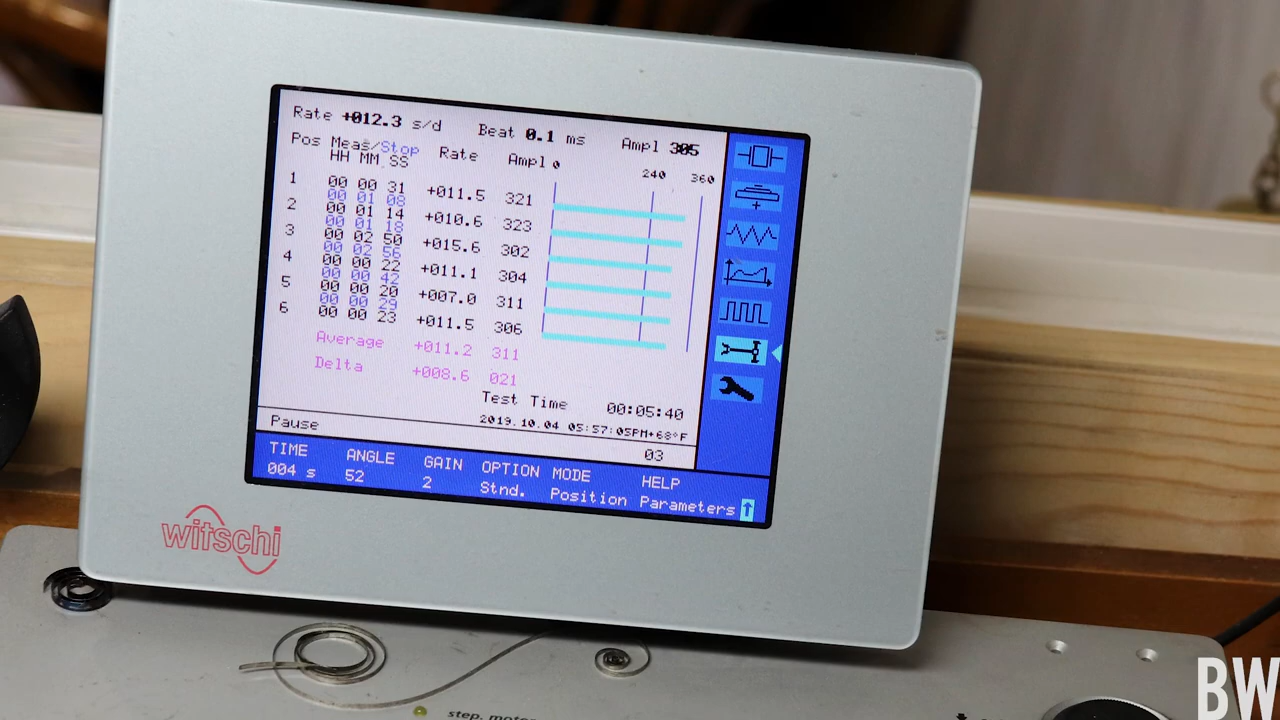 Rate +012.3 s/d Beat 0.1 ms Ampl 305
Pos Meas/Stop Rate Ampl 0 240 360
HH MM SS
1 00 00 31 +011.5 321
00 01 08
2 00 01 14 +010.6 323
00 01 18
3 00 02 50 +015.6 302
00 02 56
4 00 00 22 +011.1 304
00 00 42
5 00 00 20 +007.0 311
00 00 29
6 00 00 23 +011.5 306
Average +011.2 311
Delta +008.6 021
Test Time 00:05:40
2019.10.04 05:57:05PM+68°F
Pause 03
TIME ANGLE GAIN OPTION MODE HELP
004 s 52 2 Stnd. Position Parameters
witschi
step. motor
BW